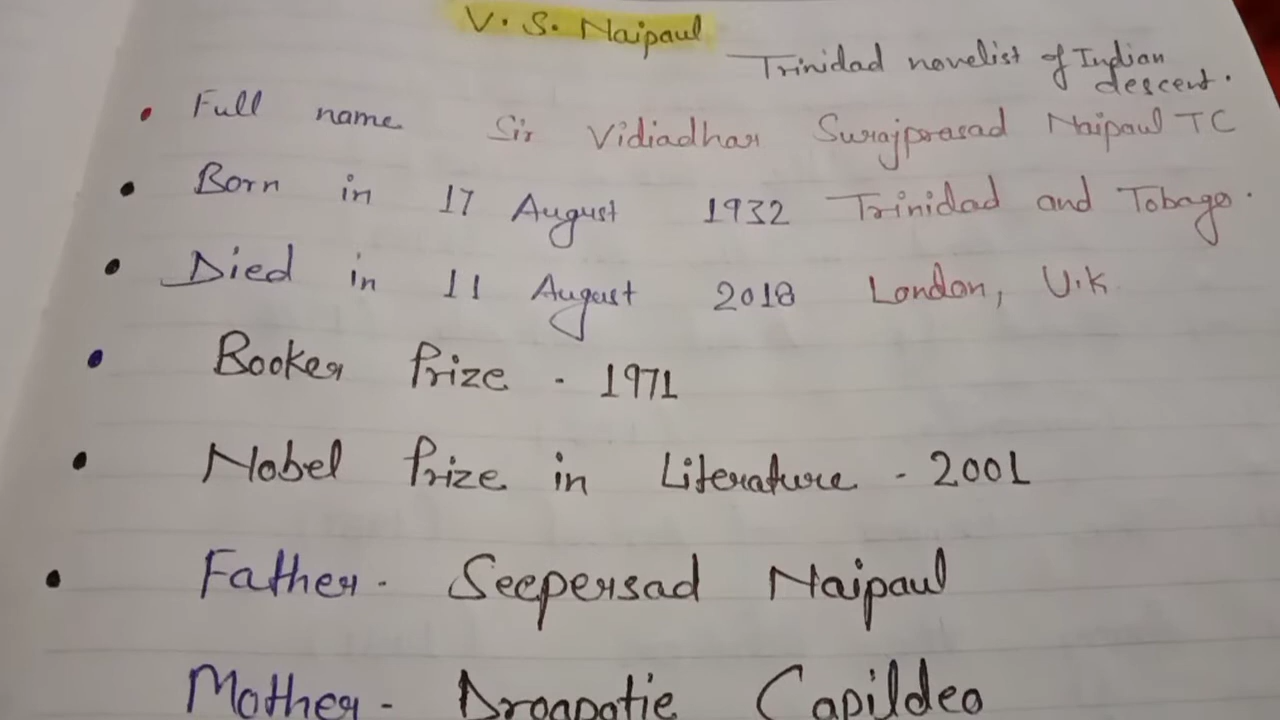 V. S. Naipaul
Trinidad novelist of Indian
descent.
Full name Sir Vidiadhar Surajprasad Naipaul TC
Born in 17 August 1932 Trinidad and Tobago.
Died in 11 August 2018 London, U.K
Booker Prize - 1971
Nobel Prize in Literature - 2001
Father - Seepersad Naipaul
Mother - Droapatie Capildeo